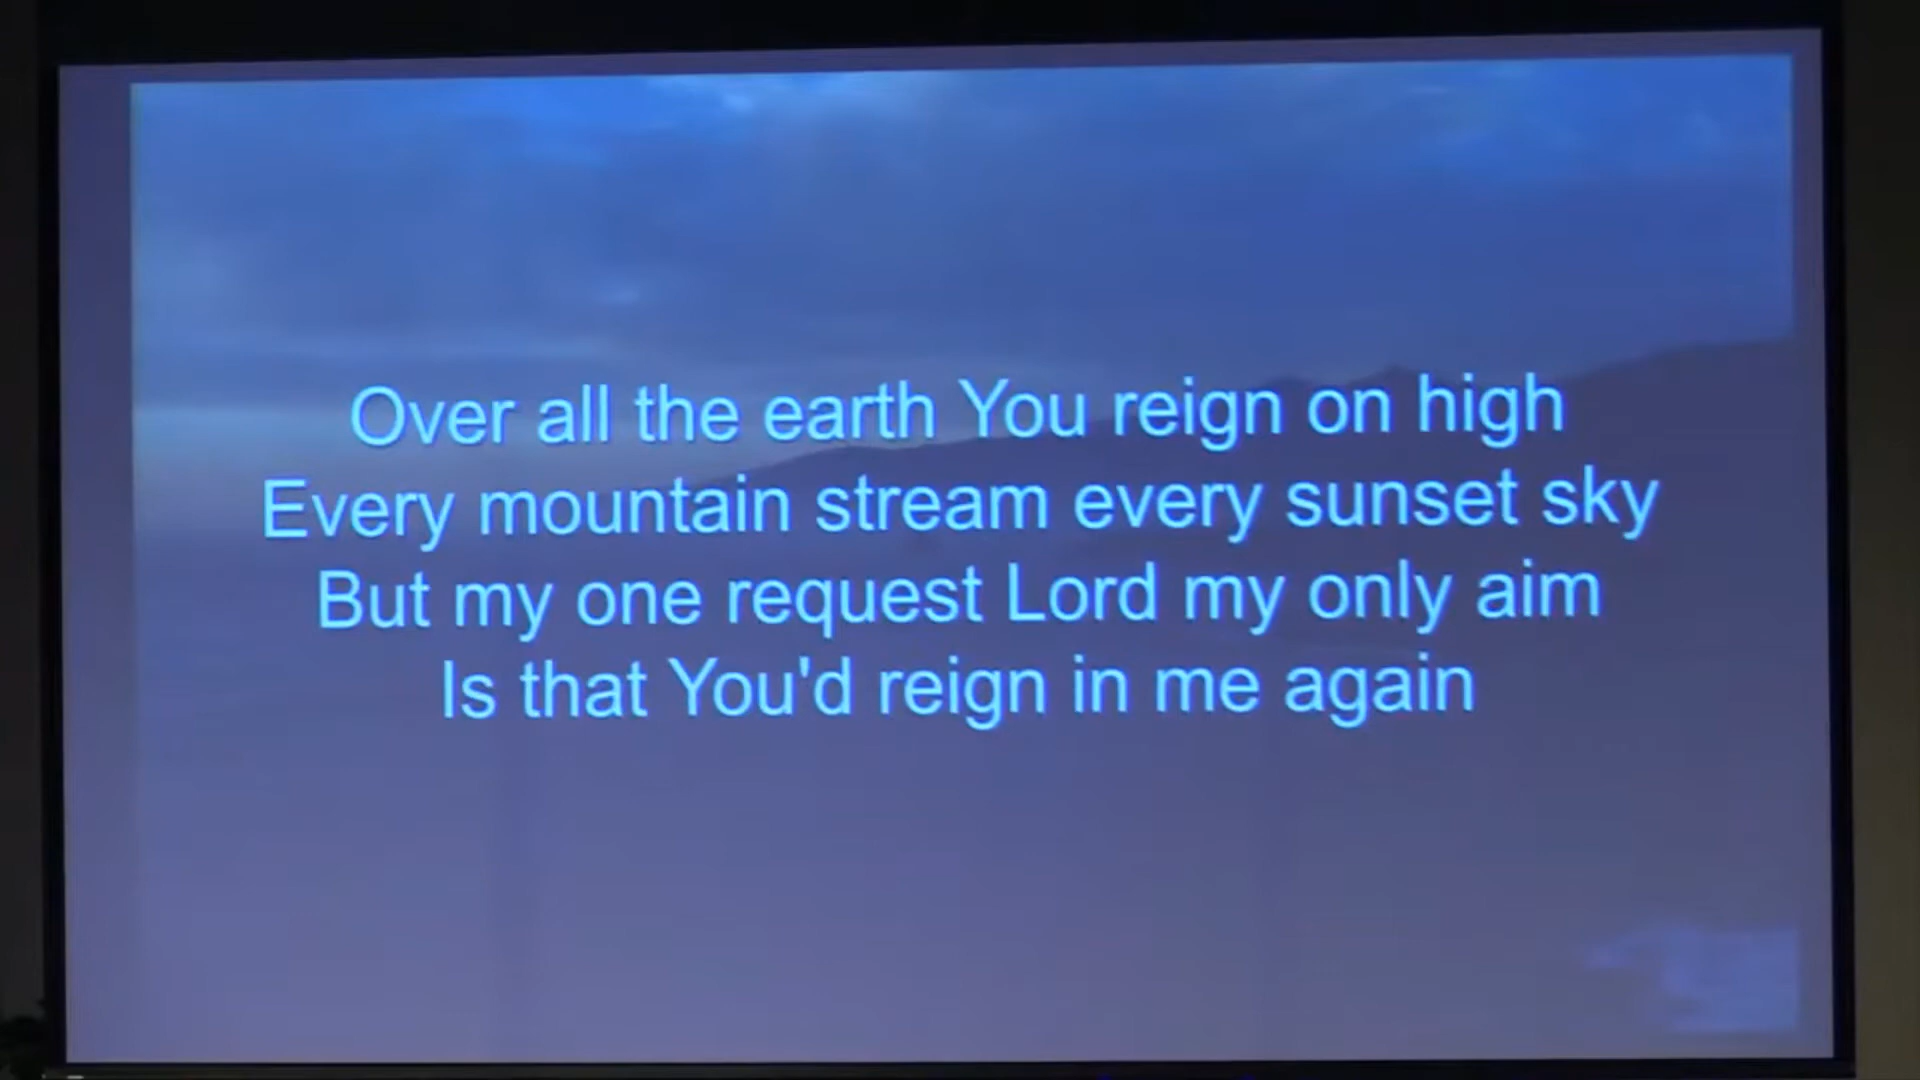 Over all the earth You reign on high
Every mountain stream every sunset sky
But my one request Lord my only aim
Is that You'd reign in me again